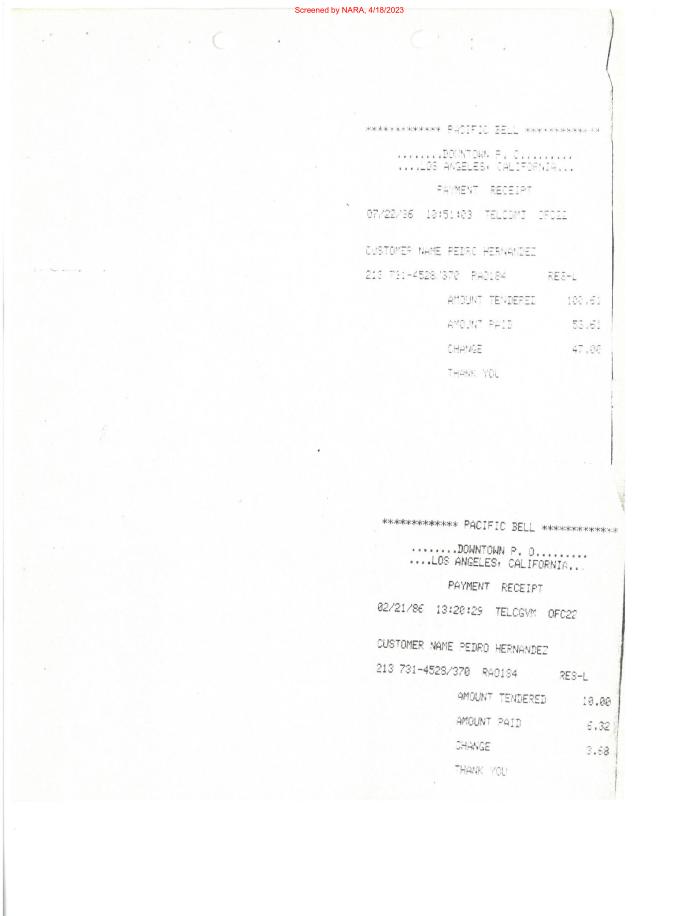 Screened by NARA, 4/18/2023
************* PACIFIC BELL *************
........DOWNTOWN P. O.........
....LOS ANGELES, CALIFORNIA...
PAYMENT RECEIPT
07/22/86 13:51:03 OFC22
CUSTOMER NAME PEDRO HERNANDEZ
213 731-4528/370 RAO184 RES-L
AMOUNT TENDERED 100.61
AMOUNT PAID 53.61
CHANGE 47.00
THANK YOU
************* PACIFIC BELL *************
........DOWNTOWN P. O.........
....LOS ANGELES, CALIFORNIA...
PAYMENT RECEIPT
02/21/86 13:20:29 TELCGVM OFC22
CUSTOMER NAME PEDRO HERNANDEZ
213 731-4528/370 RAO184 RES-L
AMOUNT TENDERED 10.00
AMOUNT PAID 6.32
CHANGE 3.68
THANK YOU